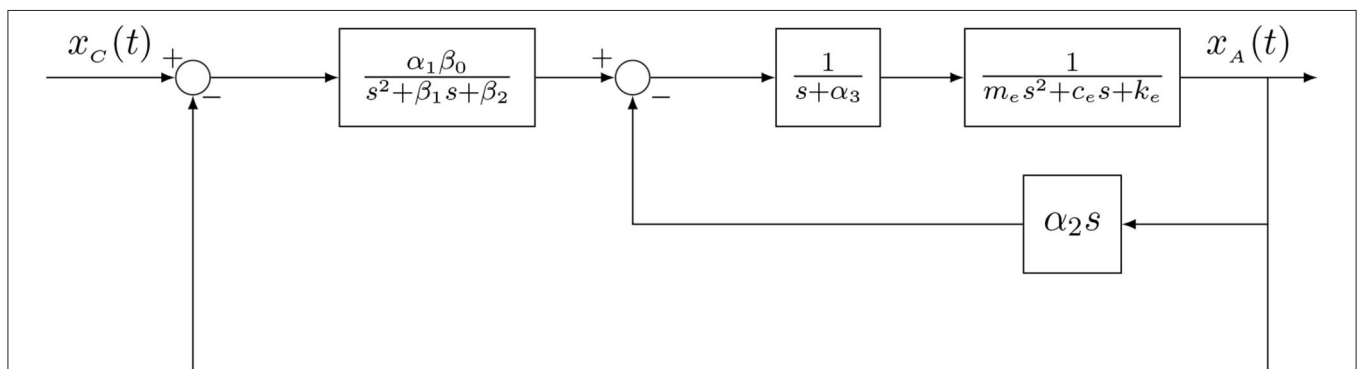 x_C(t)
+
−
α₁β₀
s²+β₁s+β₂
+
−
1
s+α₃
1
mₑs²+cₑs+kₑ
x_A(t)
α₂s